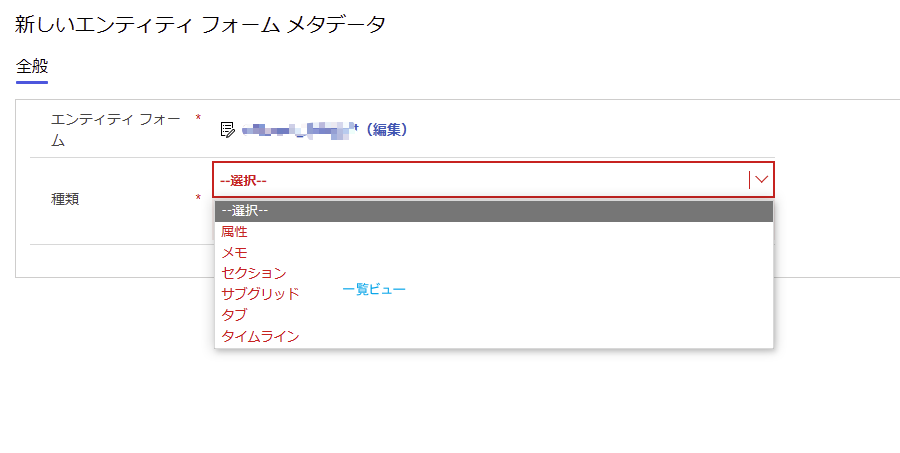 新しいエンティティ フォーム メタデータ
全般
エンティティ フォー
ム
*
(編集)
種類
*
--選択--
--選択--
属性
メモ
セクション
サブグリッド
一覧ビュー
タブ
タイムライン